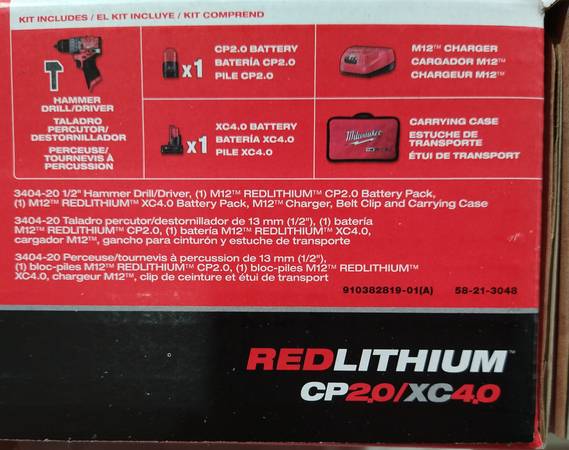 KIT INCLUDES / EL KIT INCLUYE / KIT COMPREND
HAMMER
DRILL/DRIVER
TALADRO
PERCUTOR/
DESTORNILLADOR
PERCEUSE/
TOURNEVIS À
PERCUSSION
x1
CP2.0 BATTERY
BATERÍA CP2.0
PILE CP2.0
M12™ CHARGER
CARGADOR M12™
CHARGEUR M12™
x1
XC4.0 BATTERY
BATERÍA XC4.0
PILE XC4.0
Milwaukee
CARRYING CASE
ESTUCHE DE
TRANSPORTE
ÉTUI DE TRANSPORT
3404-20 1/2" Hammer Drill/Driver, (1) M12™ REDLITHIUM™ CP2.0 Battery Pack,
(1) M12™ REDLITHIUM™ XC4.0 Battery Pack, M12™ Charger, Belt Clip and Carrying Case
3404-20 Taladro percutor/destornillador de 13 mm (1/2"), (1) batería
M12™ REDLITHIUM™ CP2.0, (1) batería M12™ REDLITHIUM™ XC4.0,
cargador M12™, gancho para cinturón y estuche de transporte
3404-20 Perceuse/tournevis à percussion de 13 mm (1/2"),
(1) bloc-piles M12™ REDLITHIUM™ CP2.0, (1) bloc-piles M12™ REDLITHIUM™
XC4.0, chargeur M12™, clip de ceinture et étui de transport
910382819-01(A) 58-21-3048
REDLITHIUM™
CP2.0/XC4.0